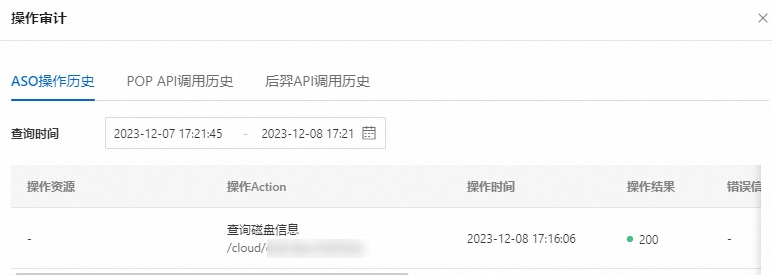 操作审计
ASO操作历史 POP API调用历史 后羿API调用历史
查询时间 2023-12-07 17:21:45 - 2023-12-08 17:21
操作资源 操作Action 操作时间 操作结果 错误信
- 查询磁盘信息 2023-12-08 17:16:06 200 -
/cloud/